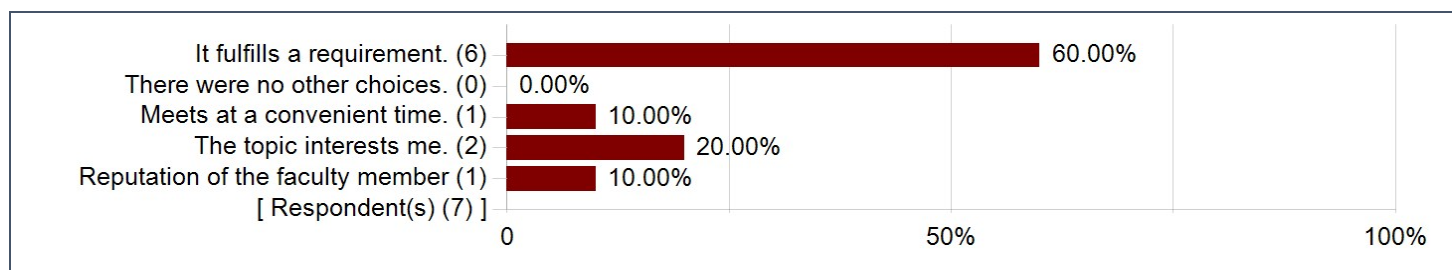 It fulfills a requirement. (6) 60.00%
There were no other choices. (0) 0.00%
Meets at a convenient time. (1) 10.00%
The topic interests me. (2) 20.00%
Reputation of the faculty member (1) 10.00%
[ Respondent(s) (7) ]
0 50% 100%